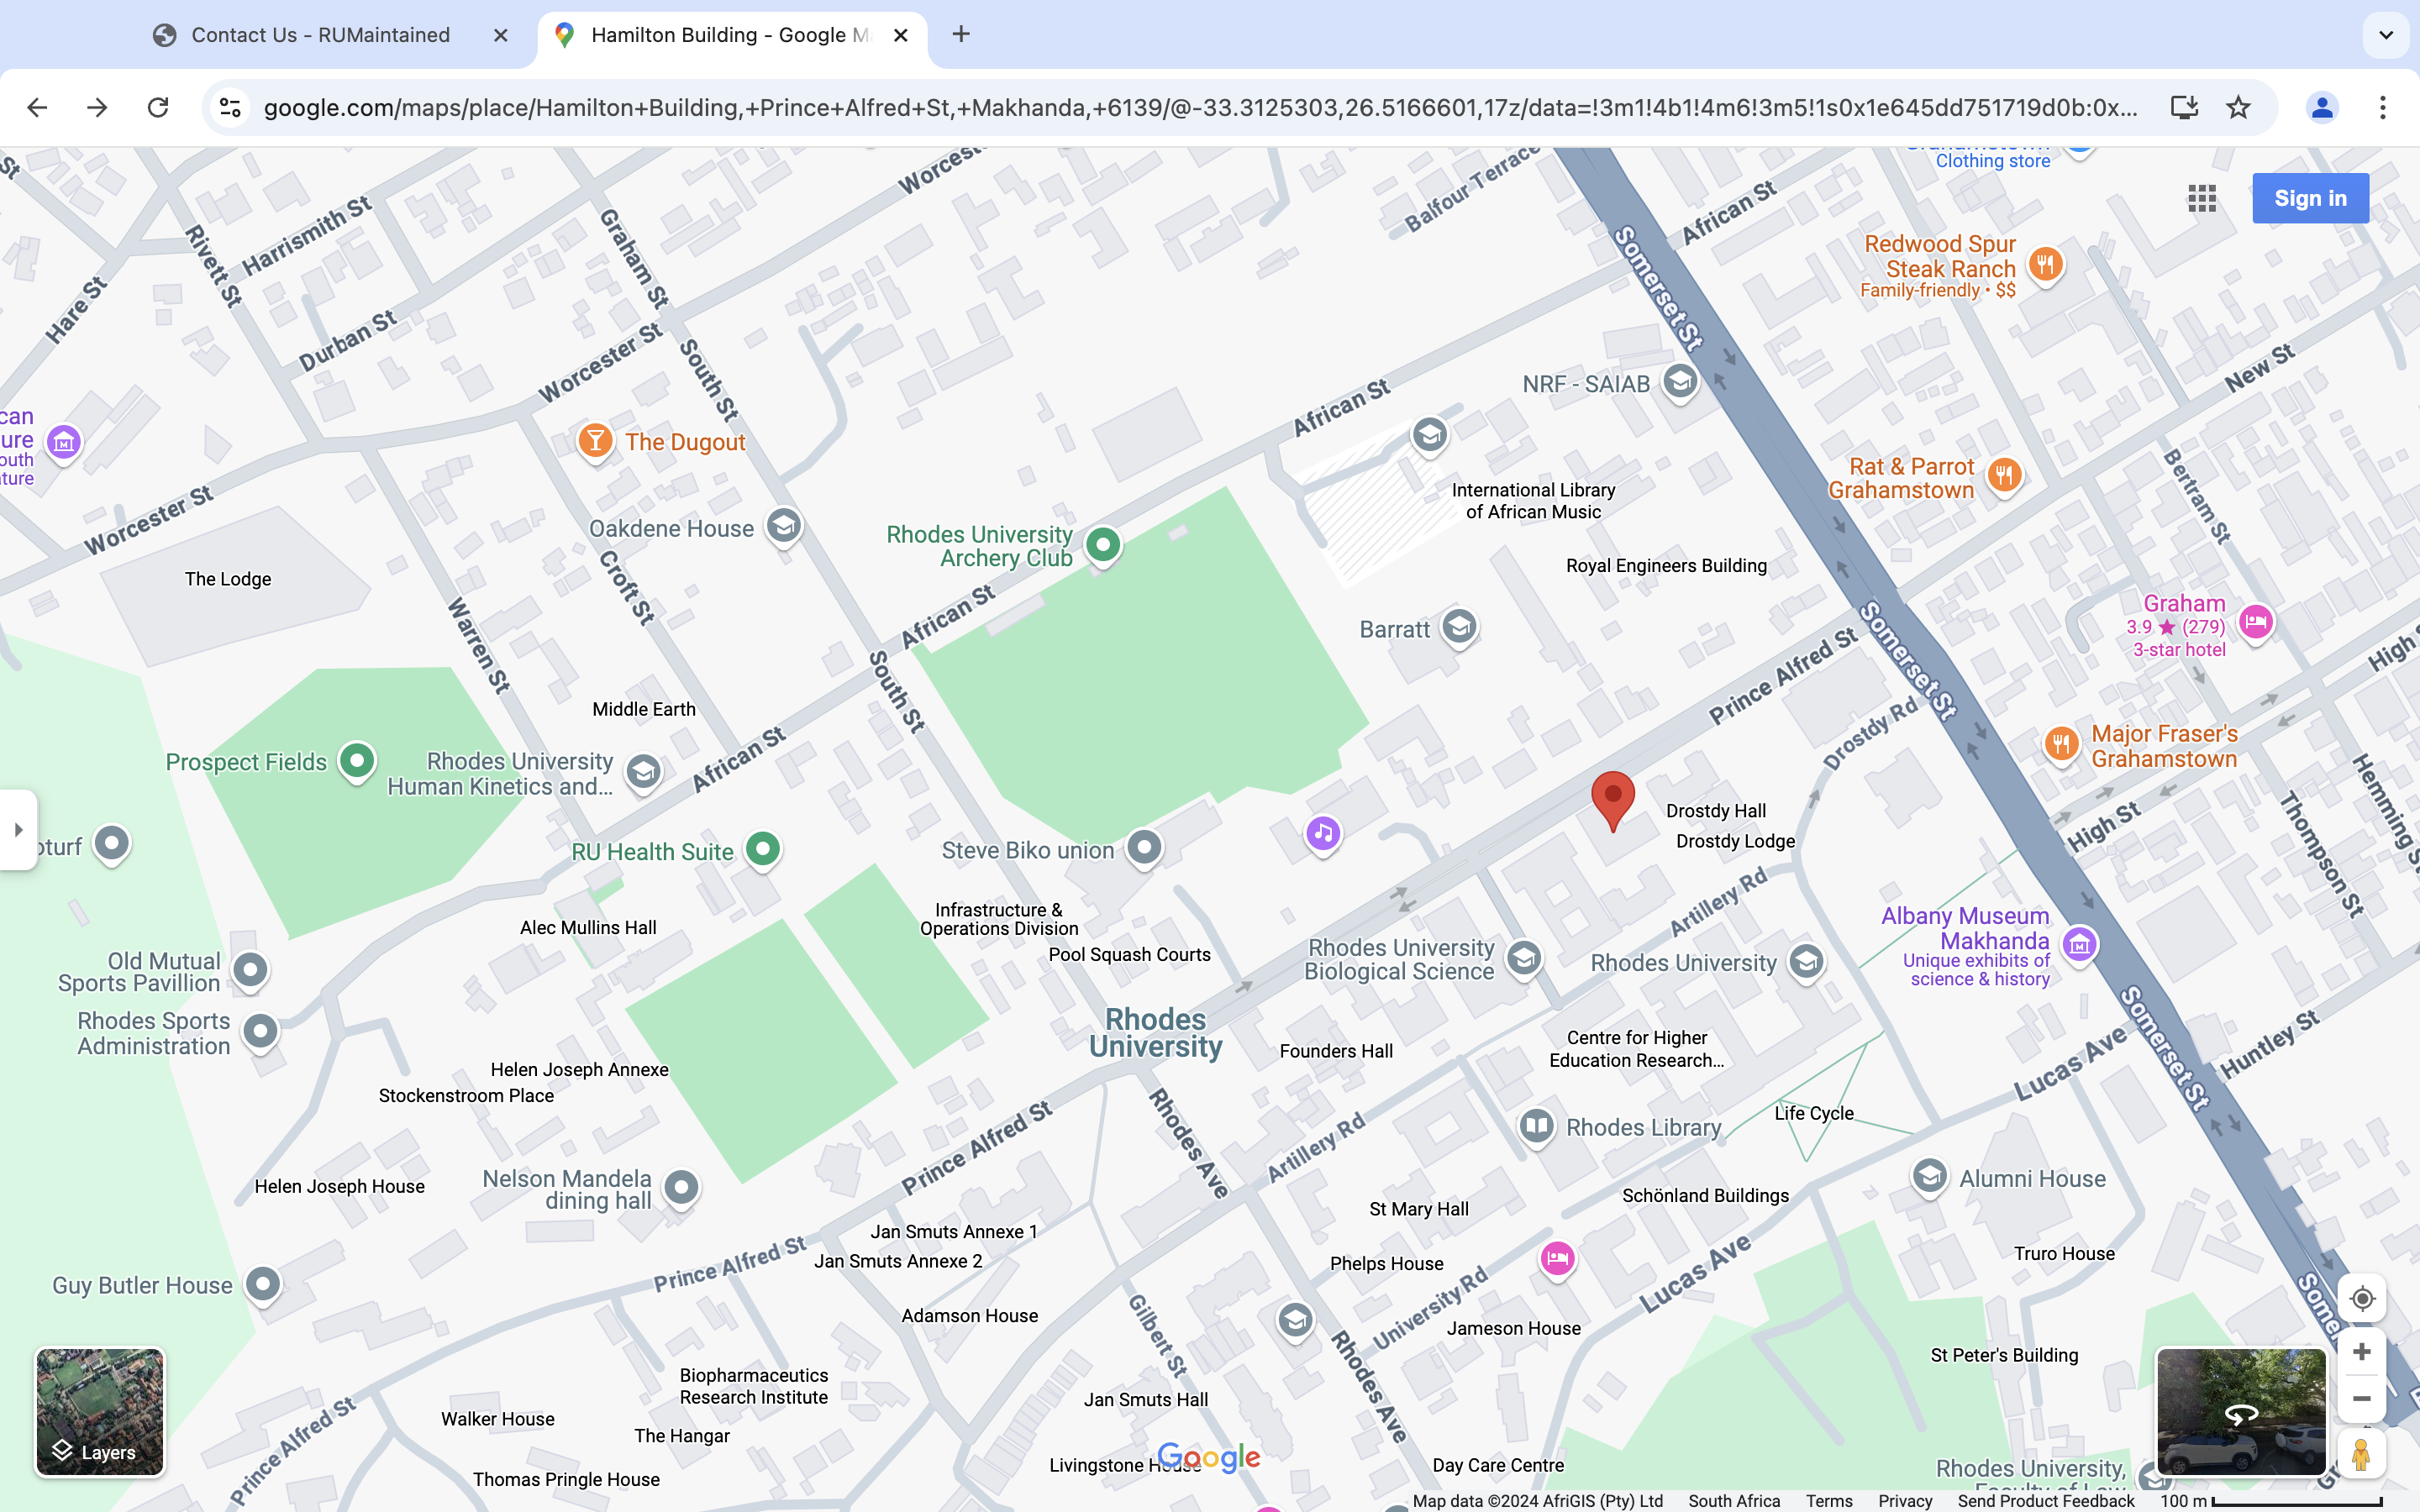 Contact Us - RUMaintained
Hamilton Building - Google M
google.com/maps/place/Hamilton+Building,+Prince+Alfred+St,+Makhanda,+6139/@-33.3125303,26.5166601,17z/data=!3m1!4b1!4m6!3m5!1s0x1e645dd751719d0b:0x...
Sign in
Clothing store
Worcest
Balfour Terrace
African St
Somerset St
Redwood Spur
Steak Ranch
Family-friendly · $$
Harrismith St
Rivett St
Graham St
Hare St
Durban St
Worcester St
South St
New St
NRF - SAIAB
African St
The Dugout
Rat & Parrot
Grahamstown
Bertram St
International Library
of African Music
Worcester St
Oakdene House
Rhodes University
Archery Club
Royal Engineers Building
The Lodge
Croft St
African St
Barratt
Graham
3.9 ★ (279)
3-star hotel
High
Warren St
South St
Prince Alfred St
Somerset St
Middle Earth
African St
Drostdy Rd
Major Fraser's
Grahamstown
Prospect Fields
Rhodes University
Human Kinetics and...
Drostdy Hall
Drostdy Lodge
High St
Hemming S
Thompson St
RU Health Suite
Steve Biko union
Artillery Rd
Alec Mullins Hall
Infrastructure &
Operations Division
Pool Squash Courts
Albany Museum
Makhanda
Unique exhibits of
science & history
Rhodes University
Biological Science
Rhodes University
Old Mutual
Sports Pavillion
Rhodes Sports
Administration
Rhodes
University
Founders Hall
Centre for Higher
Education Research...
Somerset St
Huntley St
Lucas Ave
Helen Joseph Annexe
Stockenstroom Place
Prince Alfred St
Rhodes Ave
Artillery Rd
Rhodes Library
Life Cycle
Helen Joseph House
Nelson Mandela
dining hall
Alumni House
Schönland Buildings
St Mary Hall
Jan Smuts Annexe 1
Jan Smuts Annexe 2
Prince Alfred St
Phelps House
Lucas Ave
Truro House
Guy Butler House
Adamson House
Gilbert St
University Rd
Jameson House
Rhodes Ave
St Peter's Building
Biopharmaceutics
Research Institute
Walker House
The Hangar
Jan Smuts Hall
Prince Alfred St
Layers
Thomas Pringle House
Livingstone House
Google
Day Care Centre
Rhodes University,
Map data ©2024 AfriGIS (Pty) Ltd South Africa Terms Privacy Send Product Feedback 100 m